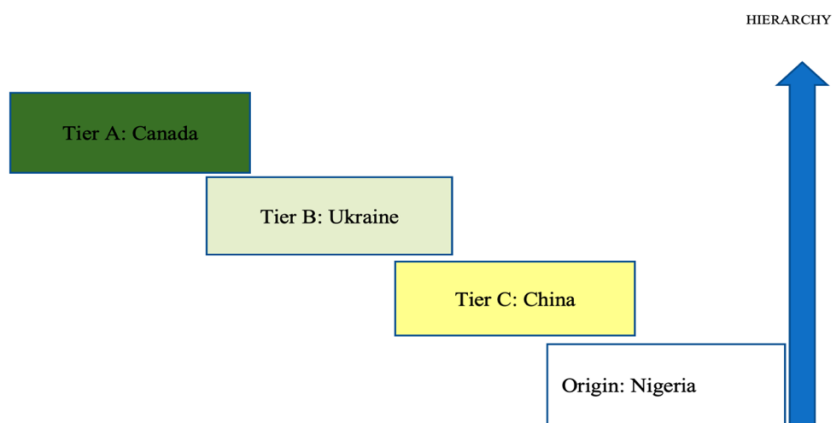 HIERARCHY
Tier A: Canada
Tier B: Ukraine
Tier C: China
Origin: Nigeria